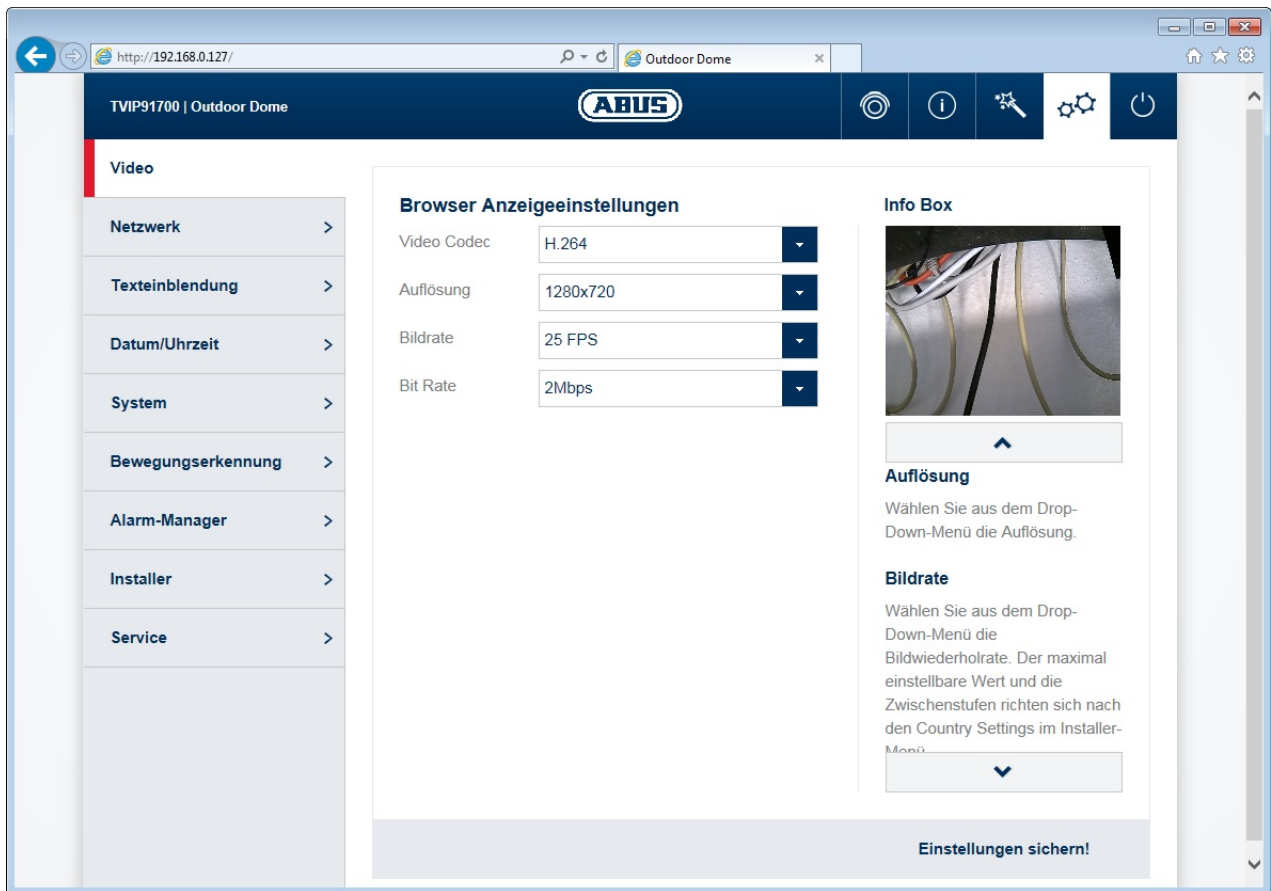 http://192.168.0.127/
Outdoor Dome
TVIP91700 | Outdoor Dome
ABUS
Video
Netzwerk
Texteinblendung
Datum/Uhrzeit
System
Bewegungserkennung
Alarm-Manager
Installer
Service
Browser Anzeigeeinstellungen
Video Codec
H.264
Auflösung
1280x720
Bildrate
25 FPS
Bit Rate
2Mbps
Info Box
Auflösung
Wählen Sie aus dem Drop-
Down-Menü die Auflösung.
Bildrate
Wählen Sie aus dem Drop-
Down-Menü die
Bildwiederholrate. Der maximal
einstellbare Wert und die
Zwischenstufen richten sich nach
den Country Settings im Installer-
Menü
Einstellungen sichern!